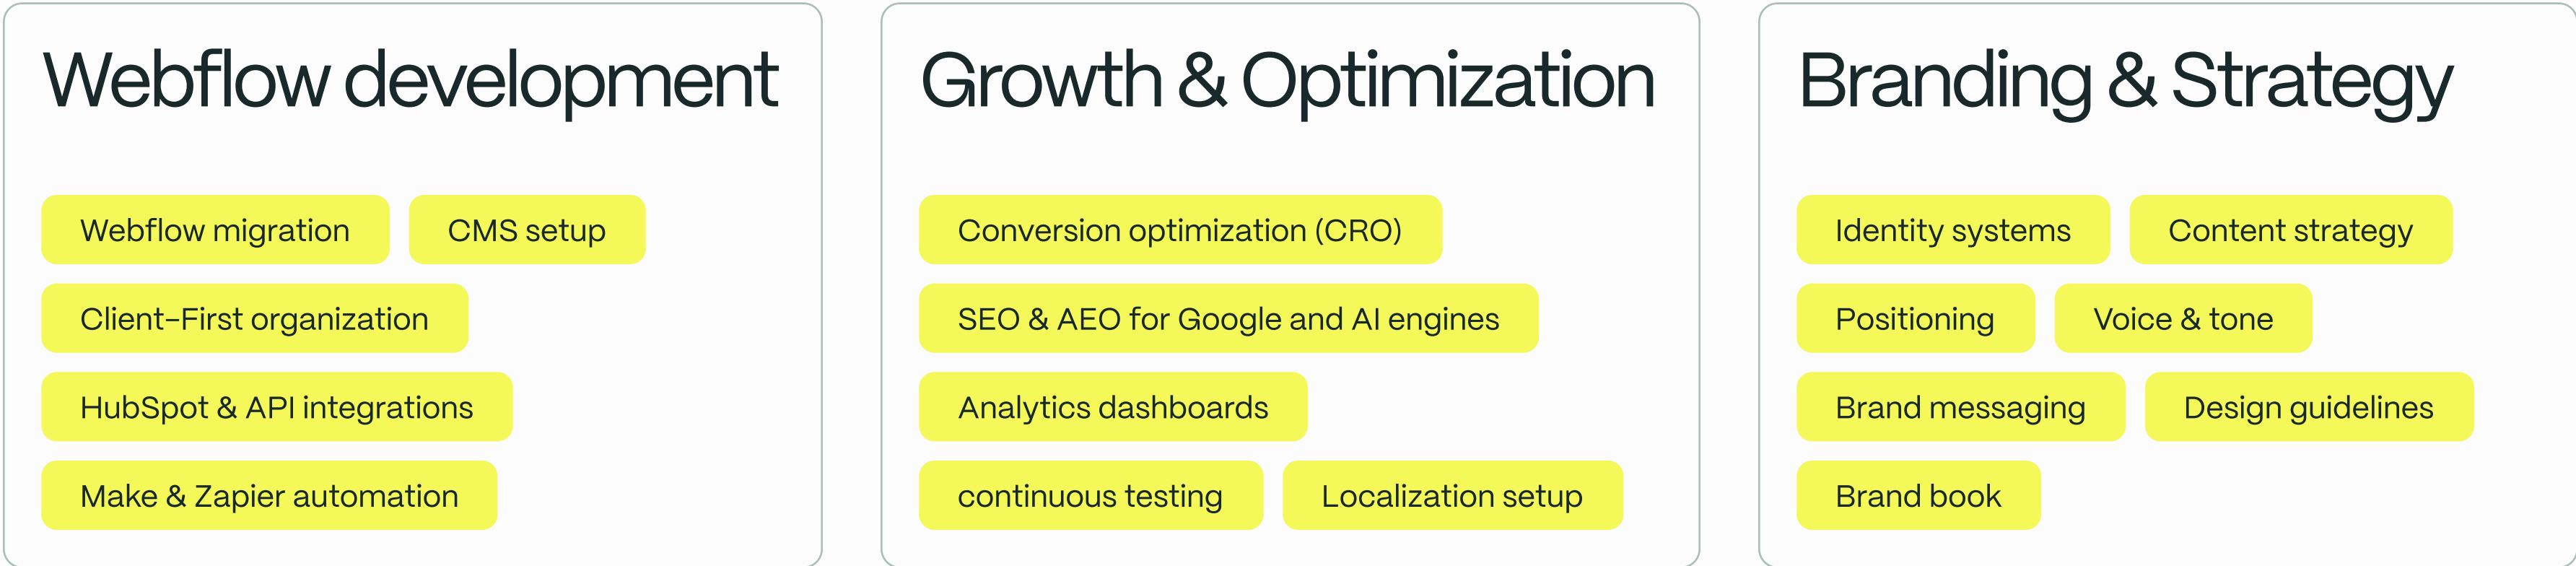 Webflow development
Webflow migration
CMS setup
Client-First organization
HubSpot & API integrations
Make & Zapier automation
Growth & Optimization
Conversion optimization (CRO)
SEO & AEO for Google and AI engines
Analytics dashboards
continuous testing
Localization setup
Branding & Strategy
Identity systems
Content strategy
Positioning
Voice & tone
Brand messaging
Design guidelines
Brand book